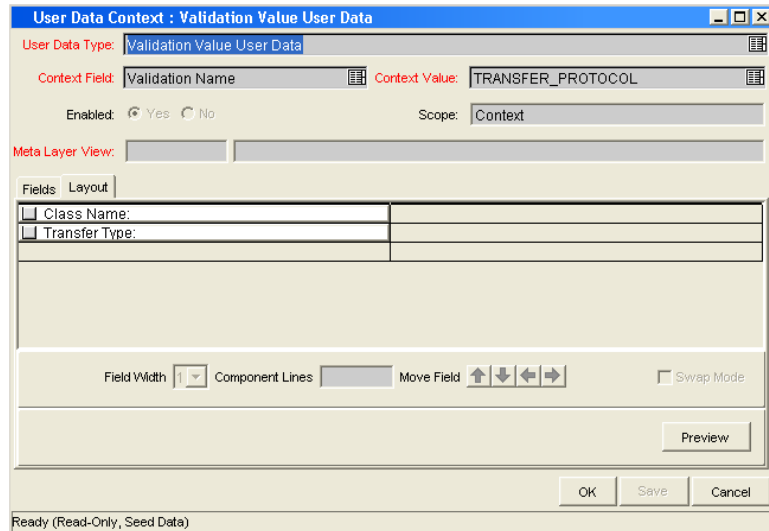 User Data Context : Validation Value User Data
User Data Type: Validation Value User Data
Context Field: Validation Name Context Value: TRANSFER_PROTOCOL
Enabled: Yes No Scope: Context
Meta Layer View:
Fields Layout
Class Name:
Transfer Type:
Field Width 1 Component Lines Move Field Swap Mode
Preview
OK Save Cancel
Ready (Read-Only, Seed Data)